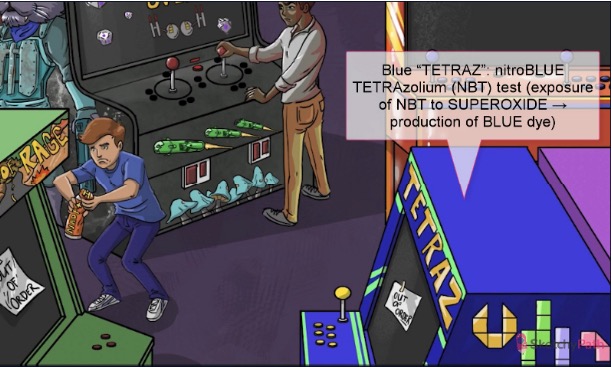 Blue “TETRAZ”: nitroBLUE
TETRAzolium (NBT) test (exposure
of NBT to SUPEROXIDE →
production of BLUE dye)
RAGE
OUT
OF
ORDER
TETRAZ
OUT
OF
ORDER